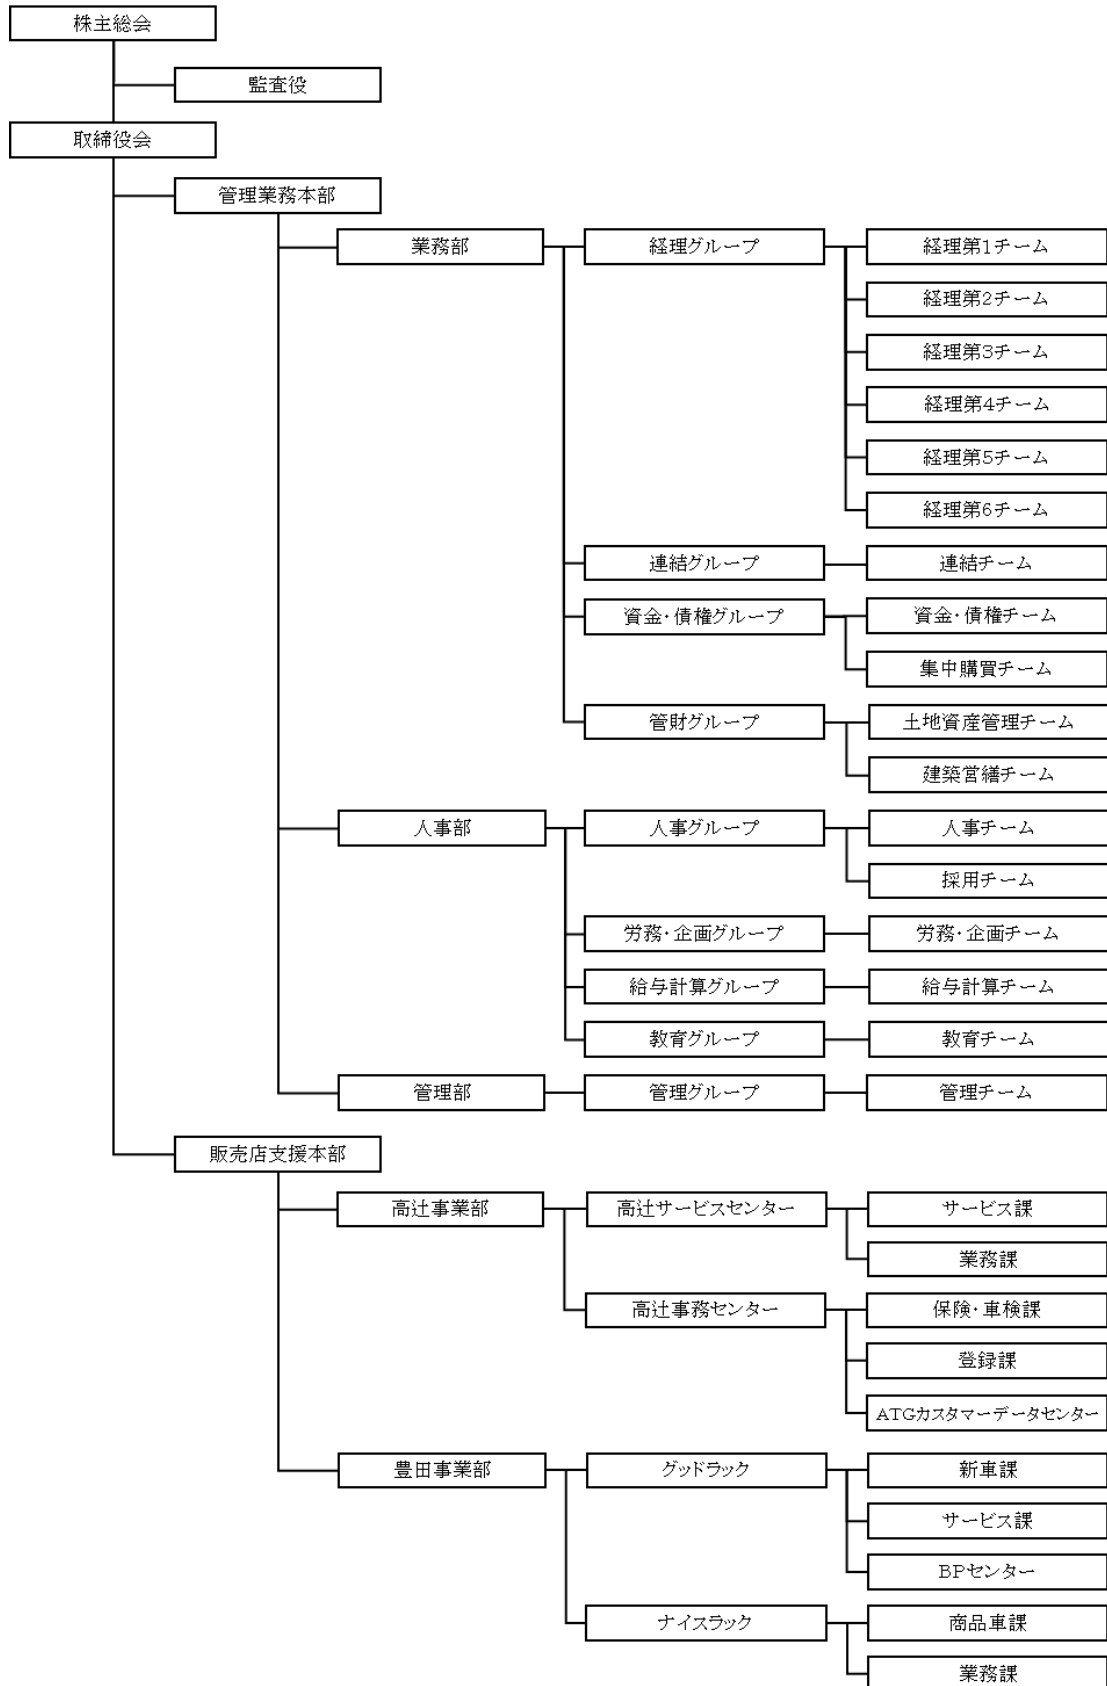 株主総会
監査役
取締役会
管理業務本部
業務部
経理グループ
経理第1チーム
経理第2チーム
経理第3チーム
経理第4チーム
経理第5チーム
経理第6チーム
連結グループ
連結チーム
資金・債権グループ
資金・債権チーム
集中購買チーム
管財グループ
土地資産管理チーム
建築営繕チーム
人事部
人事グループ
人事チーム
採用チーム
労務・企画グループ
労務・企画チーム
給与計算グループ
給与計算チーム
教育グループ
教育チーム
管理部
管理グループ
管理チーム
販売店支援本部
高辻事業部
高辻サービスセンター
サービス課
業務課
高辻事務センター
保険・車検課
登録課
ATGカスタマーデータセンター
豊田事業部
グッドラック
新車課
サービス課
BPセンター
ナイスラック
商品車課
業務課